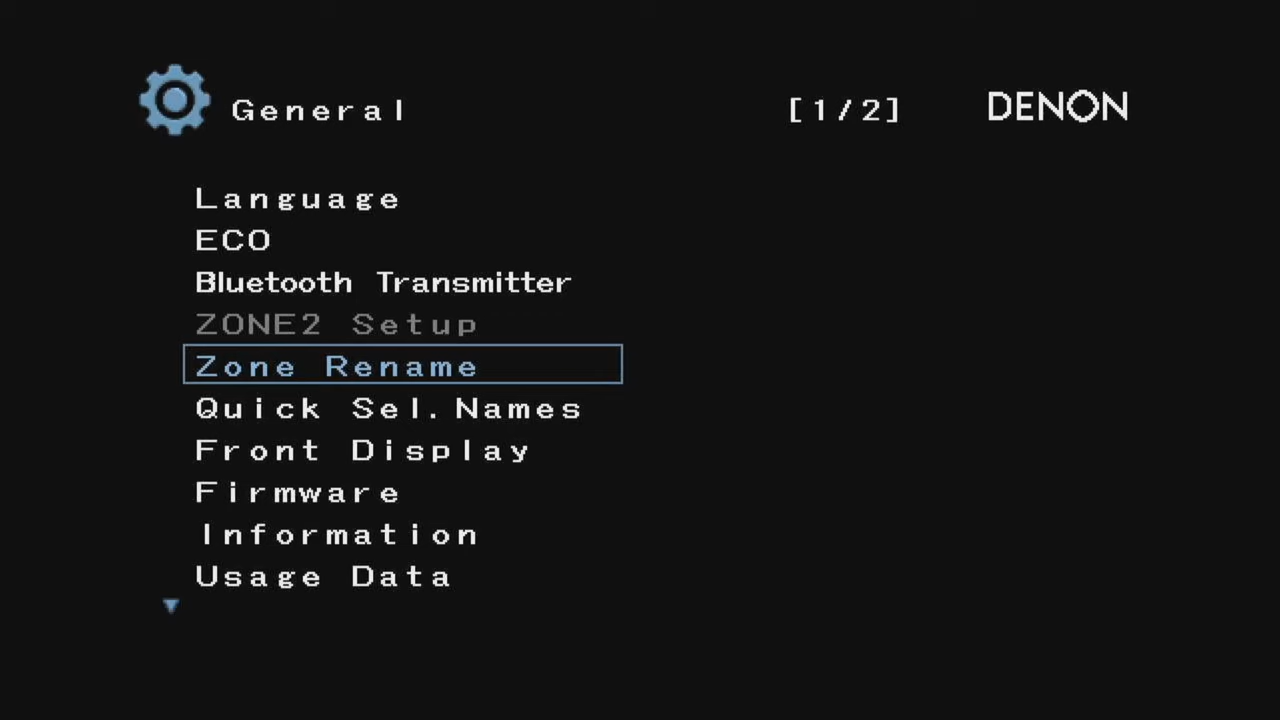 General [1/2] DENON
Language
ECO
Bluetooth Transmitter
ZONE2 Setup
Zone Rename
Quick Sel.Names
Front Display
Firmware
Information
Usage Data